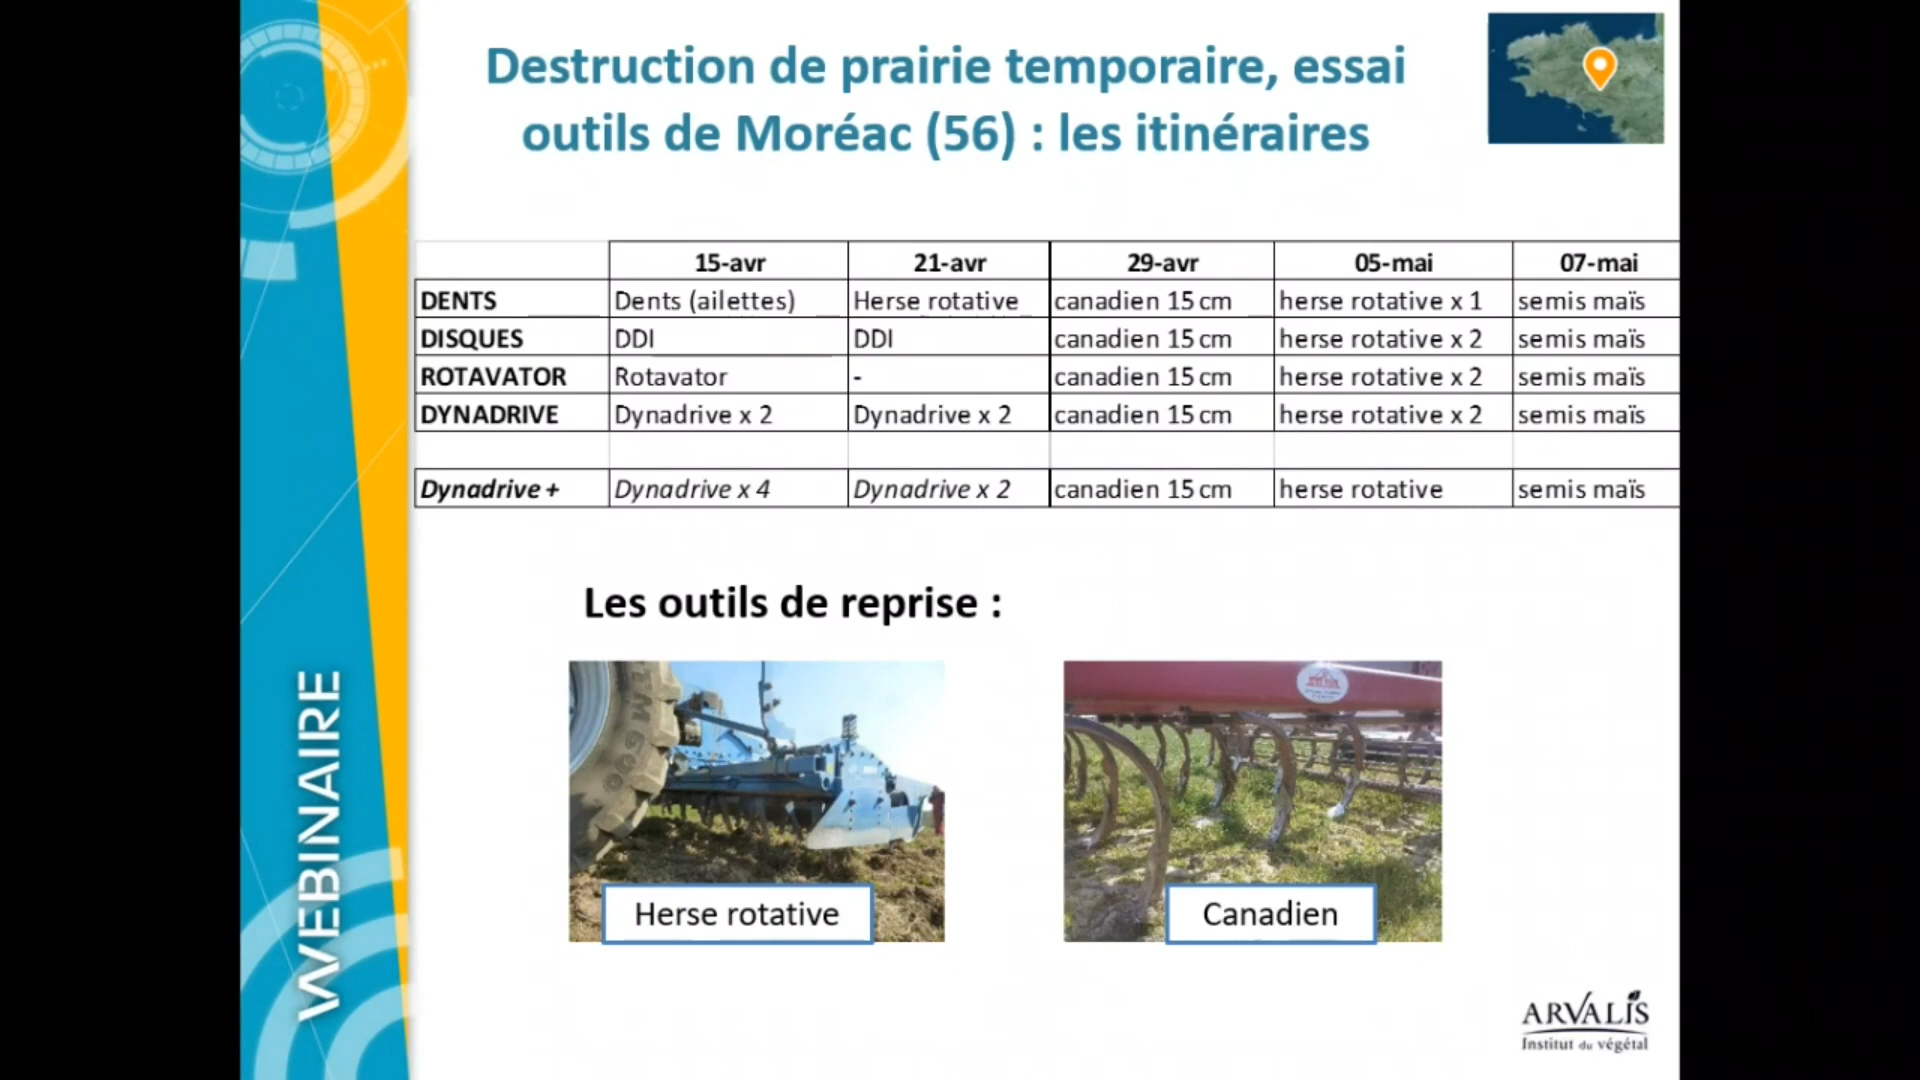 Destruction de prairie temporaire, essai
outils de Moréac (56) : les itinéraires
15-avr 21-avr 29-avr 05-mai 07-mai
DENTS Dents (ailettes) Herse rotative canadien 15 cm herse rotative x 1 semis maïs
DISQUES DDI DDI canadien 15 cm herse rotative x 2 semis maïs
ROTAVATOR Rotavator - canadien 15 cm herse rotative x 2 semis maïs
DYNADRIVE Dynadrive x 2 Dynadrive x 2 canadien 15 cm herse rotative x 2 semis maïs
Dynadrive + Dynadrive x 4 Dynadrive x 2 canadien 15 cm herse rotative semis maïs
Les outils de reprise :
Herse rotative
Canadien
WEBINAIRE
ARVALIS
Institut du végétal